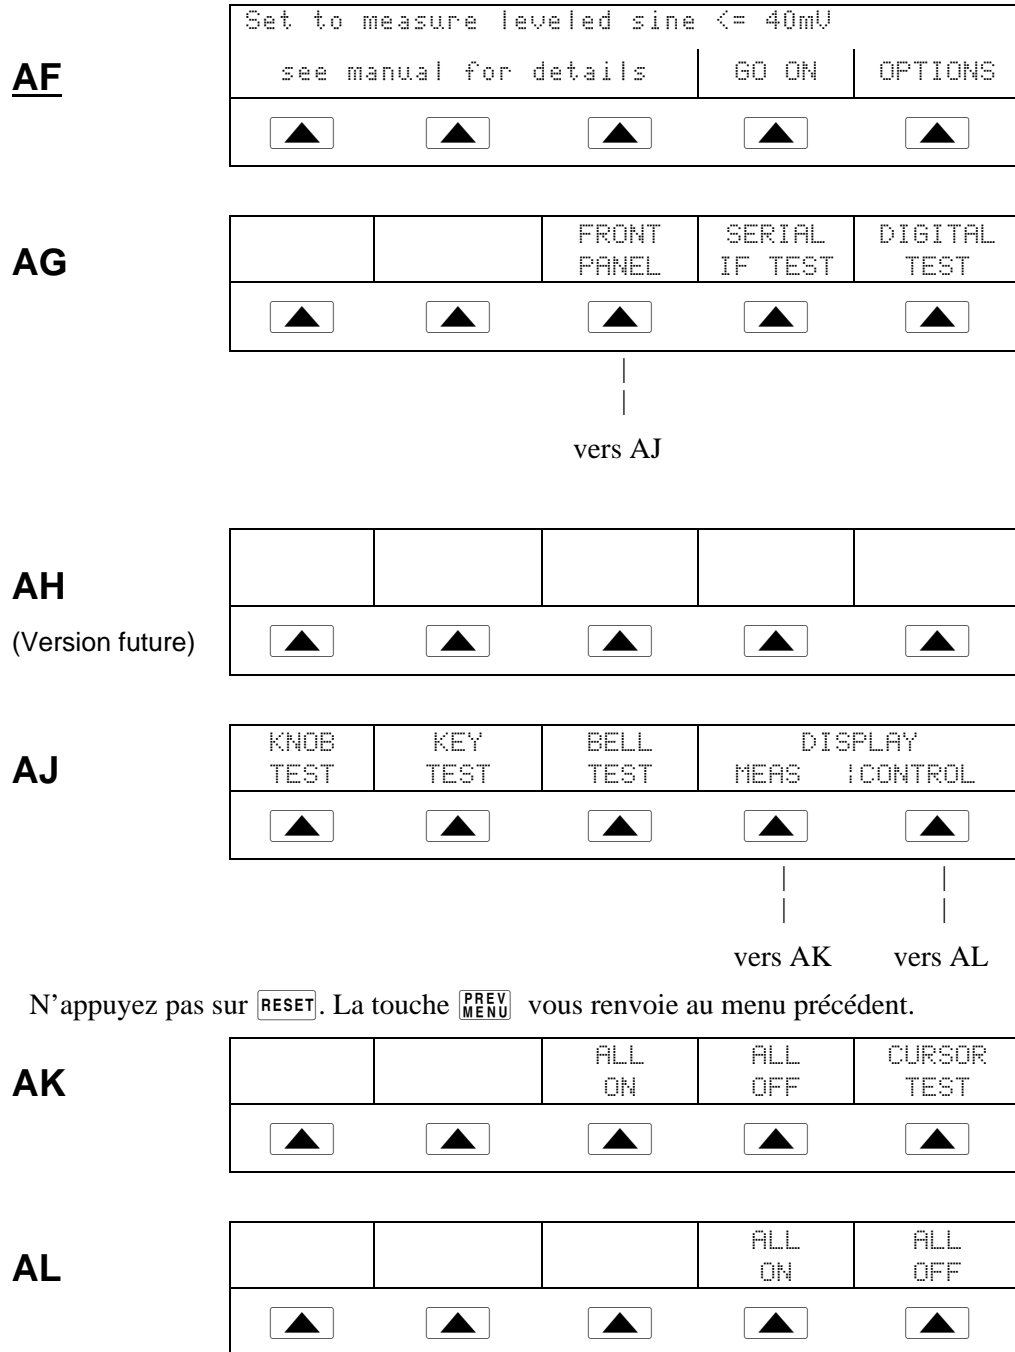 Set to measure leveled sine <= 40mV
AF
see manual for details GO ON OPTIONS
AG
FRONT SERIAL DIGITAL
PANEL IF TEST TEST
vers AJ
AH
(Version future)
AJ
KNOB KEY BELL DISPLAY
TEST TEST TEST MEAS ¦CONTROL
vers AK vers AL
N’appuyez pas sur RESET. La touche PREV MENU vous renvoie au menu précédent.
AK
ALL ALL CURSOR
ON OFF TEST
AL
ALL ALL
ON OFF